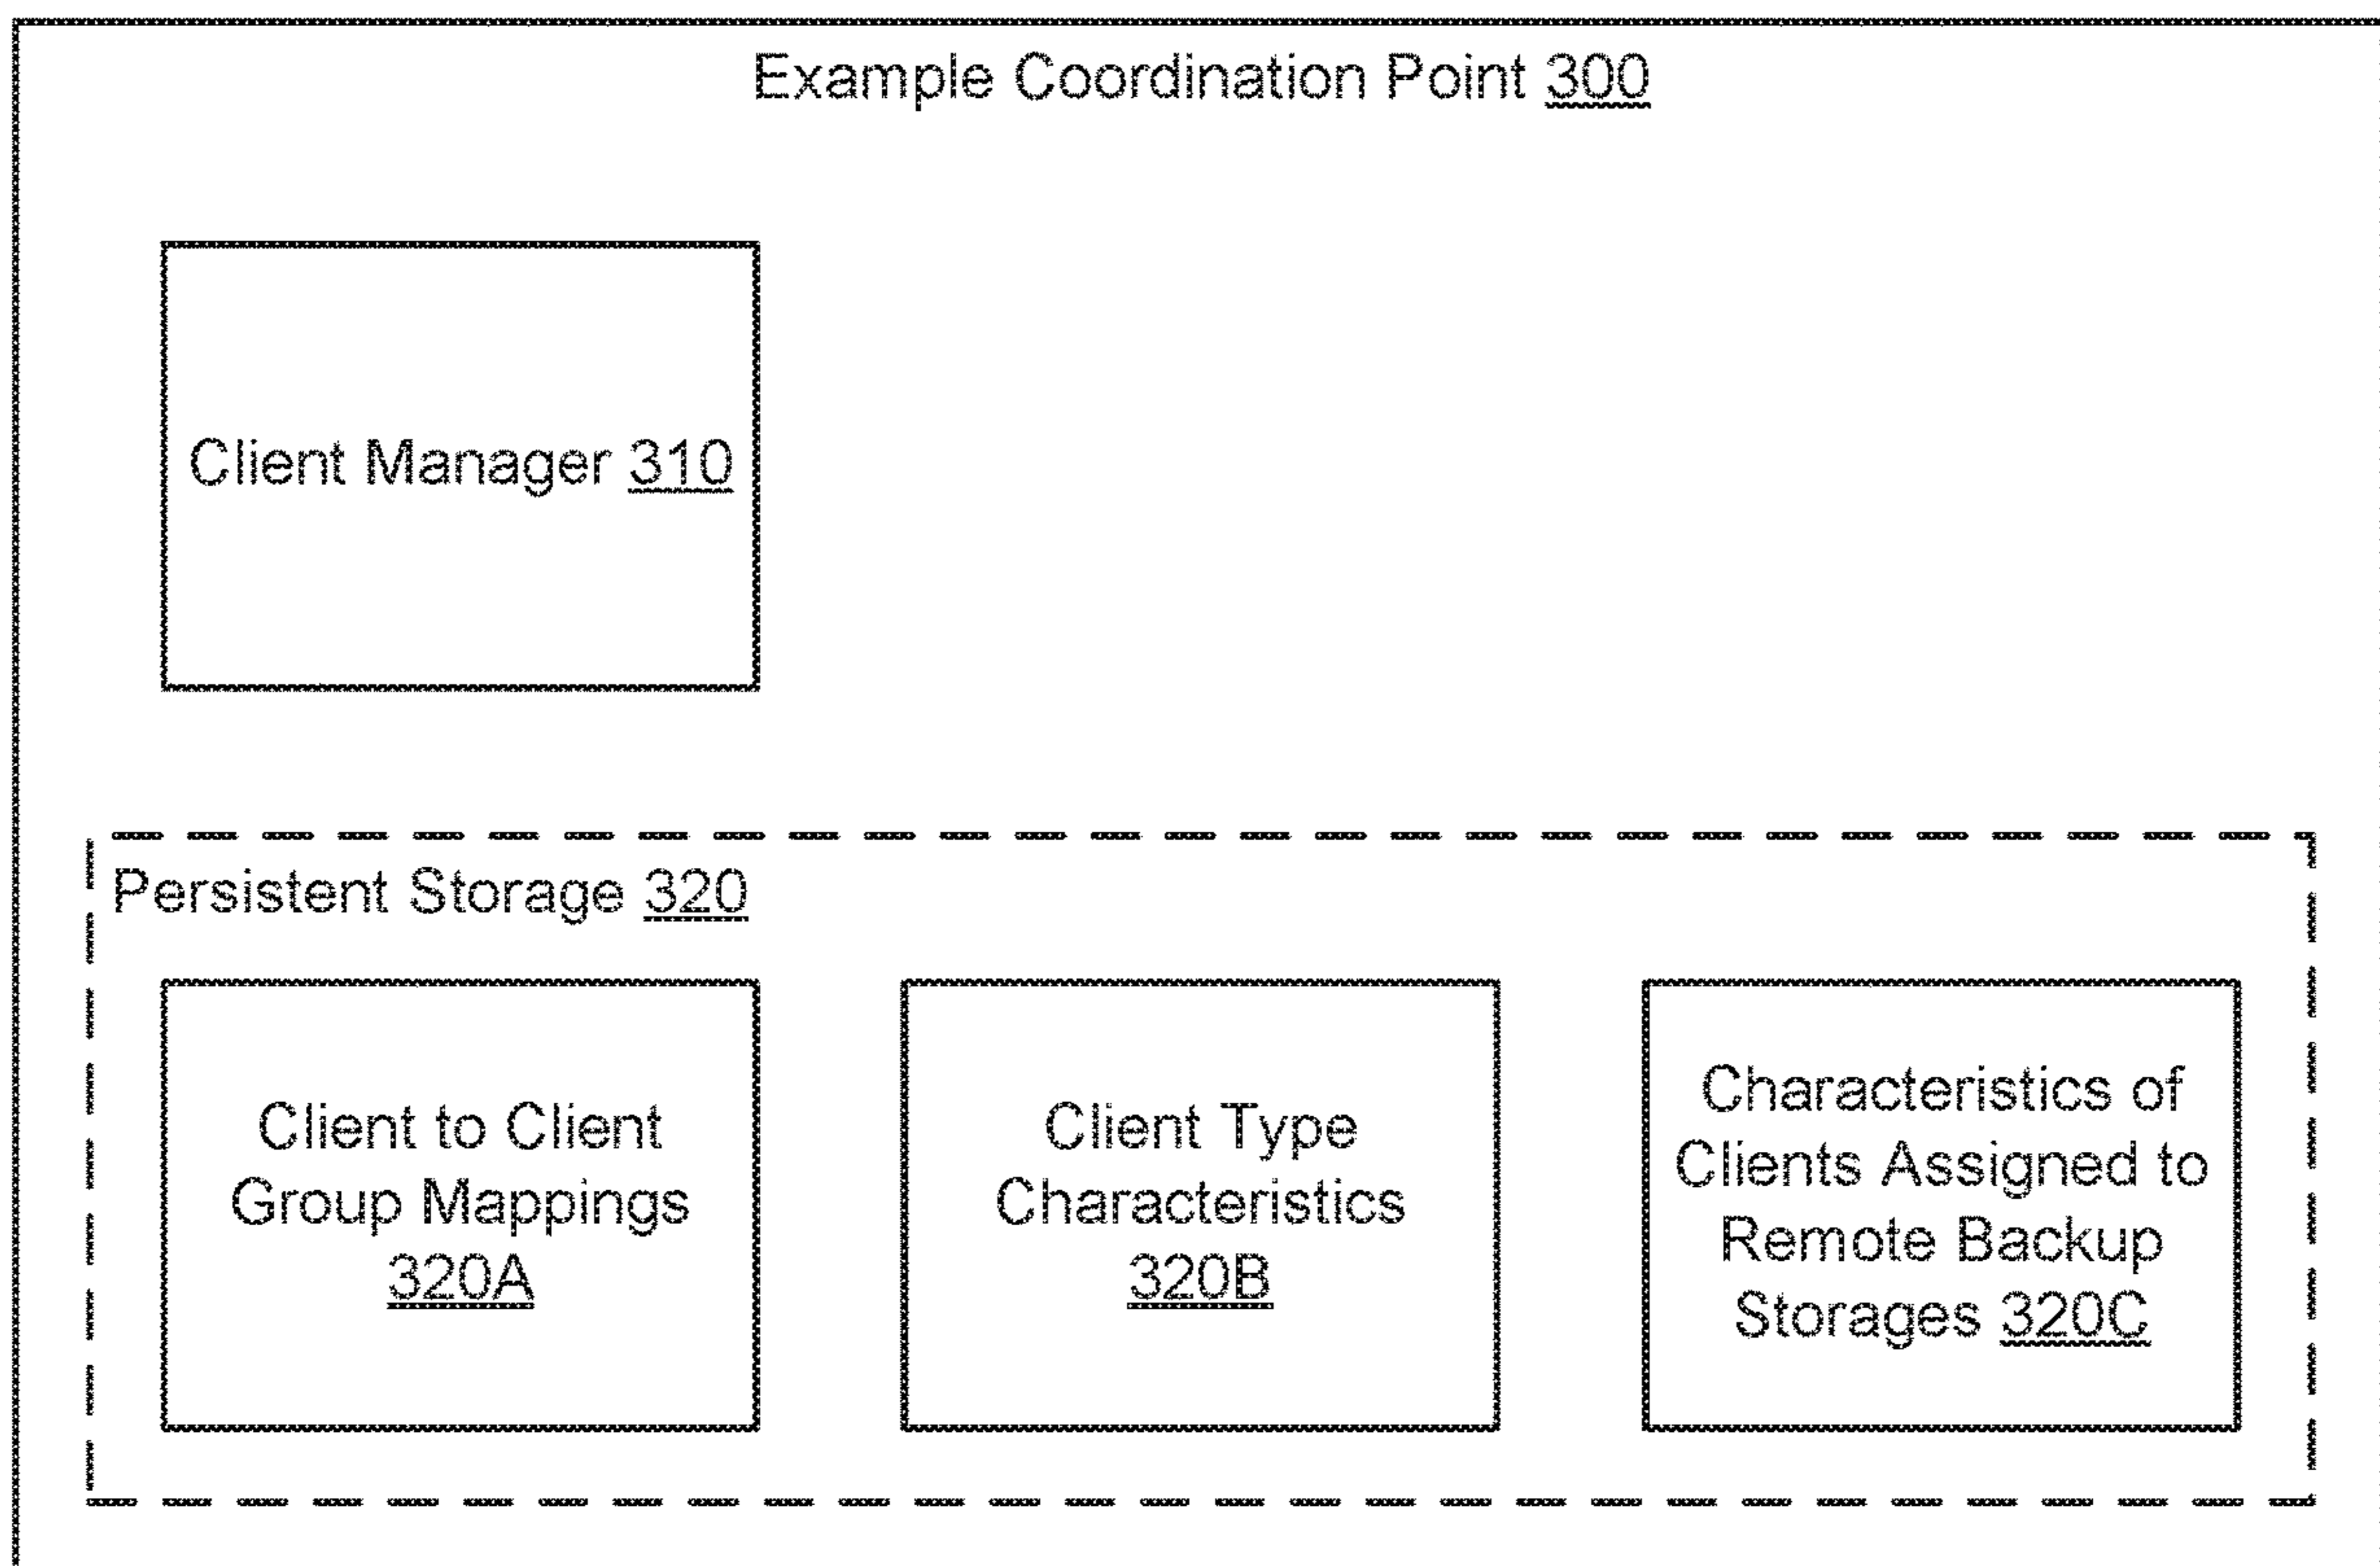 Example Coordination Point 300
Client Manager 310
Persistent Storage 320
Client to Client
Group Mappings
320A
Client Type
Characteristics
320B
Characteristics of
Clients Assigned to
Remote Backup
Storages 320C